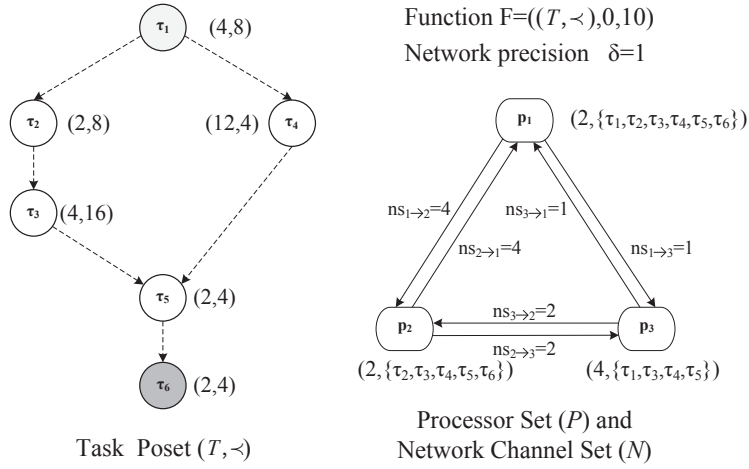 τ1 (4,8)
τ2 (2,8)
(12,4) τ4
τ3 (4,16)
τ5 (2,4)
τ6 (2,4)
Task Poset (T,≺)
Function F=((T,≺),0,10)
Network precision δ=1
p1 (2,{τ1,τ2,τ3,τ4,τ5,τ6})
ns1→2=4
ns3→1=1
ns2→1=4
ns1→3=1
p2
ns3→2=2
p3
ns2→3=2
(2,{τ2,τ3,τ4,τ5,τ6})
(4,{τ1,τ3,τ4,τ5})
Processor Set (P) and
Network Channel Set (N)